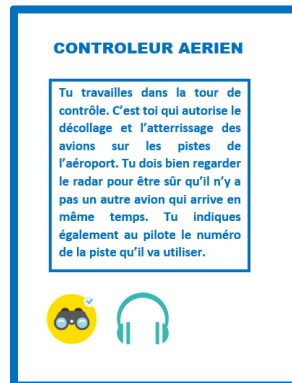 CONTROLEUR AERIEN
Tu travailles dans la tour de
contrôle. C'est toi qui autorise le
décollage et l'atterrissage des
avions sur les pistes de
l'aéroport. Tu dois bien regarder
le radar pour être sûr qu'il n'y a
pas un autre avion qui arrive en
même temps. Tu indiques
également au pilote le numéro
de la piste qu'il va utiliser.